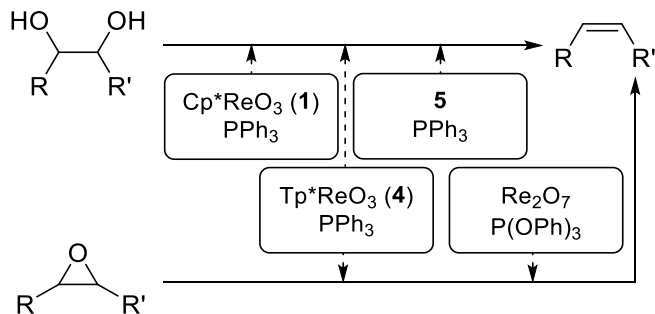 HO OH
R R'
R R'
Cp*ReO₃ (1)
PPh₃
5
PPh₃
Tp*ReO₃ (4)
PPh₃
Re₂O₇
P(OPh)₃
O
R R'